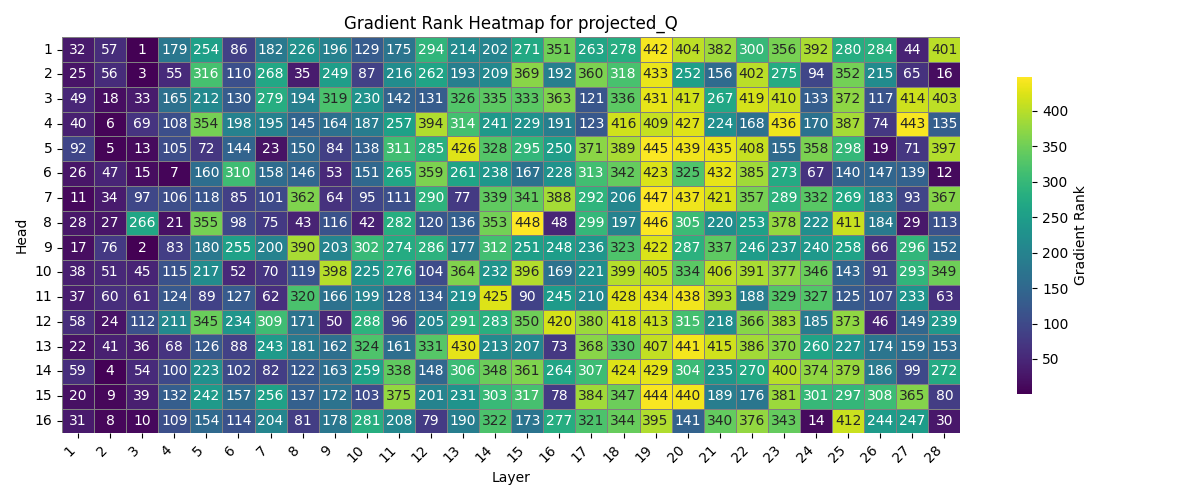 Gradient Rank Heatmap for projected_Q
1 32 57 1 179 254 86 182 226 196 129 175 294 214 202 271 351 263 278 442 404 382 300 356 392 280 284 44 401
2 25 56 3 55 316 110 268 35 249 87 216 262 193 209 369 192 360 318 433 252 156 402 275 94 352 215 65 16
3 49 18 33 165 212 130 279 194 319 230 142 131 326 335 333 363 121 336 431 417 267 419 410 133 372 117 414 403
4 40 6 69 108 354 198 195 145 164 187 257 394 314 241 229 191 123 416 409 427 224 168 436 170 387 74 443 135
5 92 5 13 105 72 144 23 150 84 138 311 285 426 328 295 250 371 389 445 439 435 408 155 358 298 19 71 397
6 26 47 15 7 160 310 158 146 53 151 265 359 261 238 167 228 313 342 423 325 432 385 273 67 140 147 139 12
7 11 34 97 106 118 85 101 362 64 95 111 290 77 339 341 388 292 206 447 437 421 357 289 332 269 183 93 367
8 28 27 266 21 355 98 75 43 116 42 282 120 136 353 448 48 299 197 446 305 220 253 378 222 411 184 29 113
9 17 76 2 83 180 255 200 390 203 302 274 286 177 312 251 248 236 323 422 287 337 246 237 240 258 66 296 152
10 38 51 45 115 217 52 70 119 398 225 276 104 364 232 396 169 221 399 405 334 406 391 377 346 143 91 293 349
11 37 60 61 124 89 127 62 320 166 199 128 134 219 425 90 245 210 428 434 438 393 188 329 327 125 107 233 63
12 58 24 112 211 345 234 309 171 50 288 96 205 291 283 350 420 380 418 413 315 218 366 383 185 373 46 149 239
13 22 41 36 68 126 88 243 181 162 324 161 331 430 213 207 73 368 330 407 441 415 386 370 260 227 174 159 153
14 59 4 54 100 223 102 82 122 163 259 338 148 306 348 361 264 307 424 429 304 235 270 400 374 379 186 99 272
15 20 9 39 132 242 157 256 137 172 103 375 201 231 303 317 78 384 347 444 440 189 176 381 301 297 308 365 80
16 31 8 10 109 154 114 204 81 178 281 208 79 190 322 173 277 321 344 395 141 340 376 343 14 412 244 247 30
1 2 3 4 5 6 7 8 9 10 11 12 13 14 15 16 17 18 19 20 21 22 23 24 25 26 27 28
Layer
Head
400
350
300
250
200
150
100
50
Gradient Rank